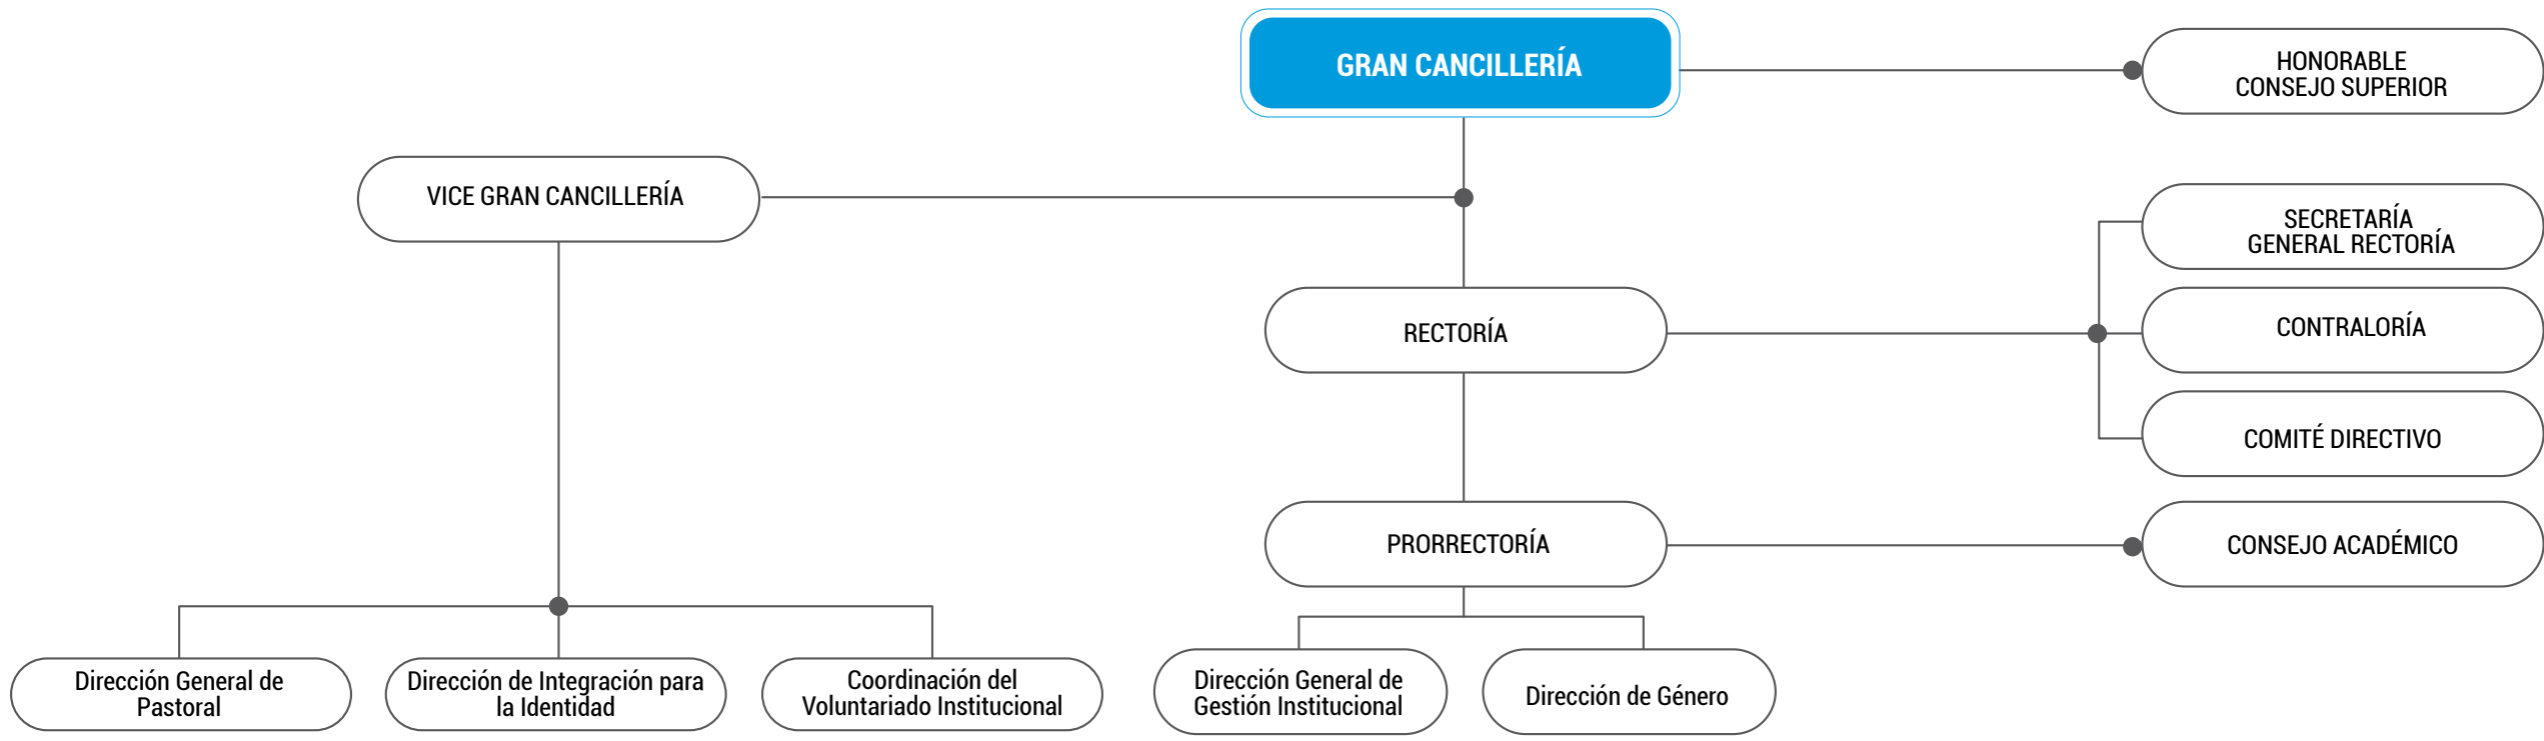 GRAN CANCILLERÍA
HONORABLE
CONSEJO SUPERIOR
VICE GRAN CANCILLERÍA
SECRETARÍA
GENERAL RECTORÍA
RECTORÍA
CONTRALORÍA
COMITÉ DIRECTIVO
PRORRECTORÍA
CONSEJO ACADÉMICO
Dirección General de
Pastoral
Dirección de Integración para
la Identidad
Coordinación del
Voluntariado Institucional
Dirección General de
Gestión Institucional
Dirección de Género